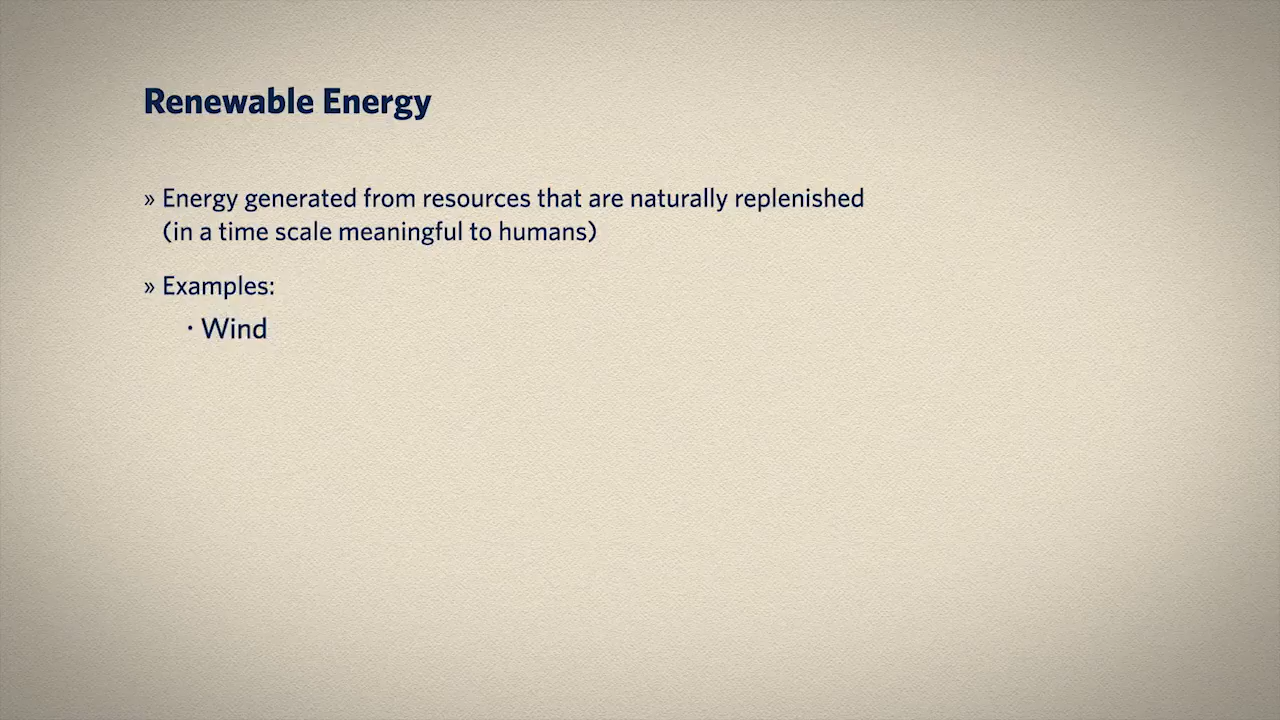 Renewable Energy
» Energy generated from resources that are naturally replenished
(in a time scale meaningful to humans)
» Examples:
· Wind